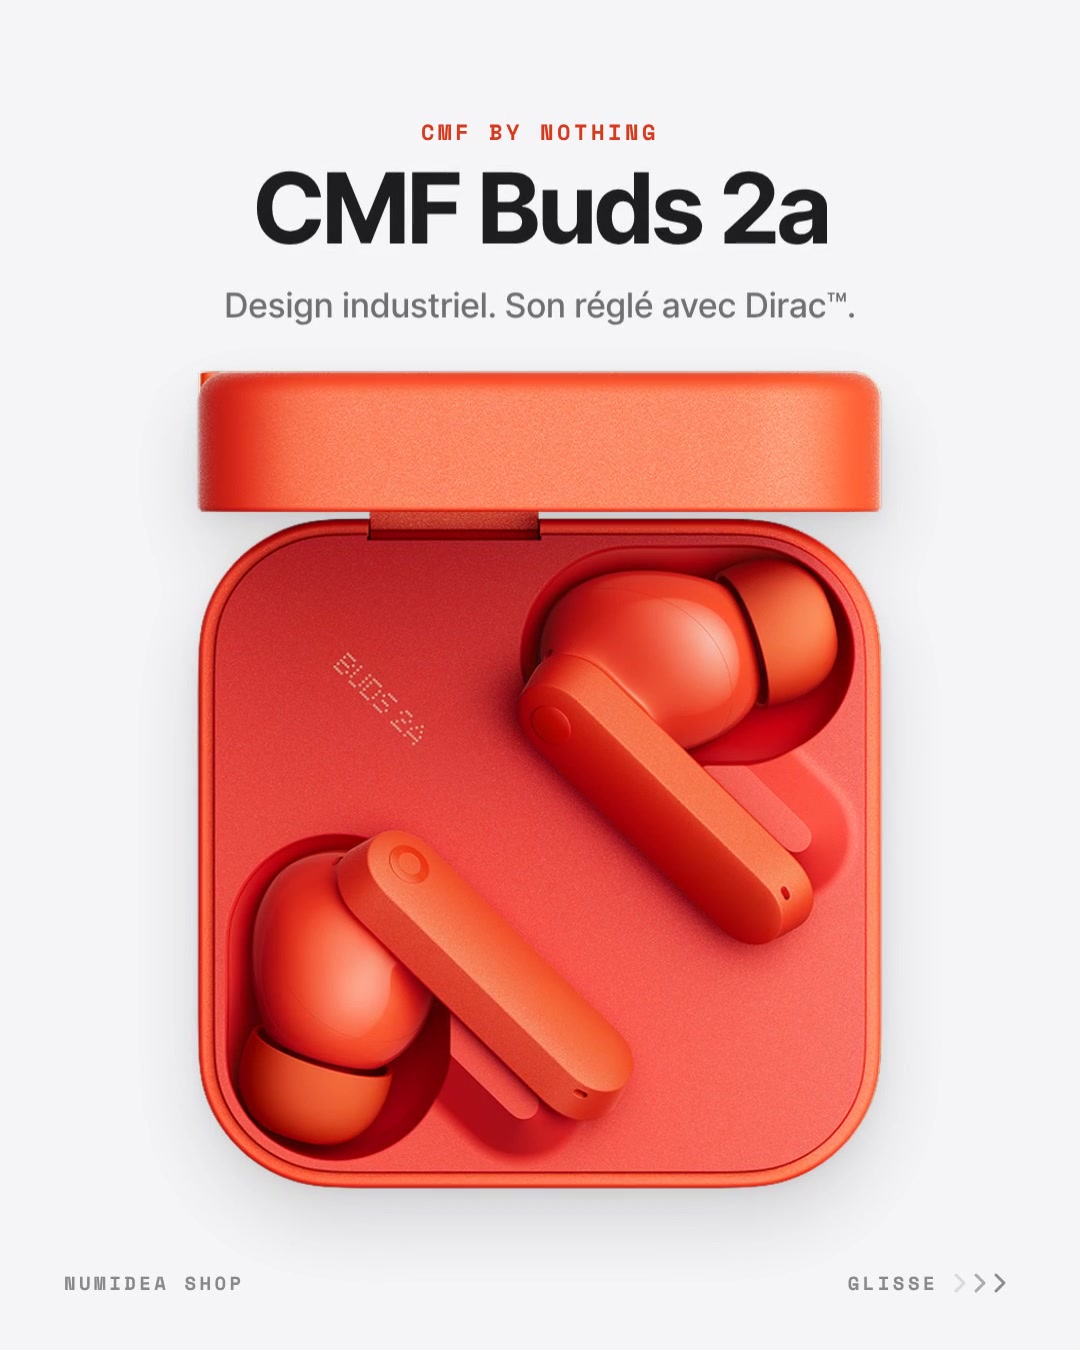 CMF BY NOTHING
CMF Buds 2a
Design industriel. Son réglé avec Dirac™.
BUDS 2A
NUMIDEA SHOP
GLISSE